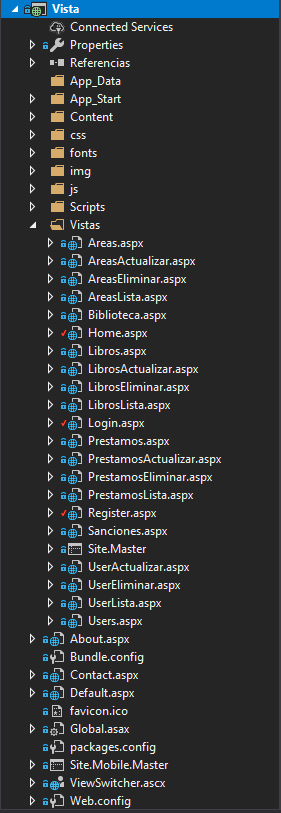 Vista
Connected Services
Properties
Referencias
App_Data
App_Start
Content
css
fonts
img
js
Scripts
Vistas
Areas.aspx
AreasActualizar.aspx
AreasEliminar.aspx
AreasLista.aspx
Biblioteca.aspx
Home.aspx
Libros.aspx
LibrosActualizar.aspx
LibrosEliminar.aspx
LibrosLista.aspx
Login.aspx
Prestamos.aspx
PrestamosActualizar.aspx
PrestamosEliminar.aspx
PrestamosLista.aspx
Register.aspx
Sanciones.aspx
Site.Master
UserActualizar.aspx
UserEliminar.aspx
UserLista.aspx
Users.aspx
About.aspx
Bundle.config
Contact.aspx
Default.aspx
favicon.ico
Global.asax
packages.config
Site.Mobile.Master
ViewSwitcher.ascx
Web.config